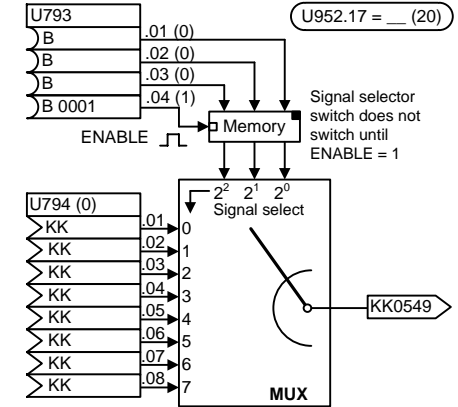 U793
U952.17 = __ (20)
B .01 (0)
B .02 (0)
B .03 (0)
B 0001 .04 (1)
ENABLE
Memory
Signal selector
switch does not
switch until
ENABLE = 1
2² 2¹ 2⁰
Signal select
U794 (0)
KK .01 0
KK .02 1
KK .03 2
KK .04 3
KK .05 4
KK .06 5
KK .07 6
KK .08 7
KK0549
MUX